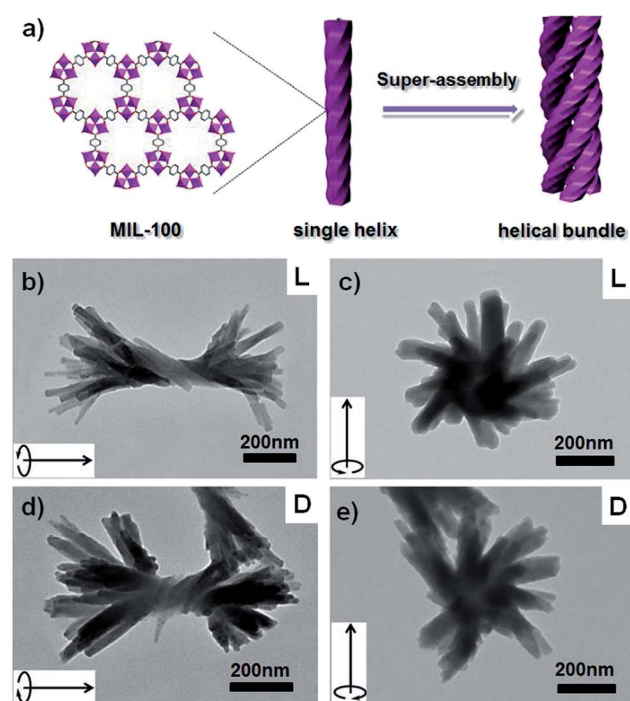 a)
Super-assembly
MIL-100
single helix
helical bundle
b)
L
200nm
c)
L
200nm
d)
D
200nm
e)
D
200nm